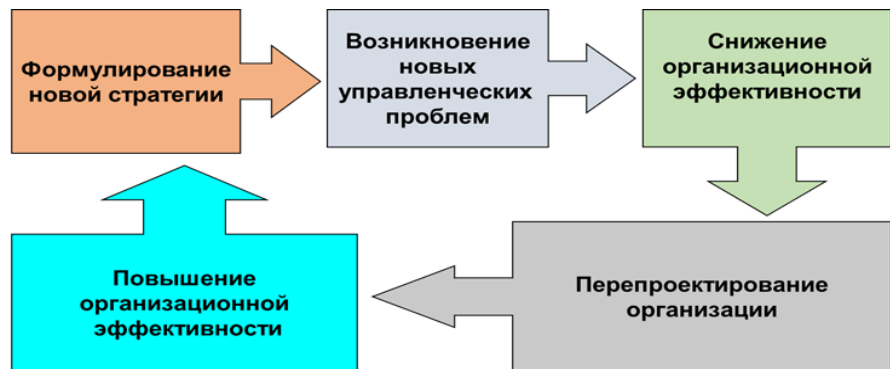 Формулирование
новой стратегии
Возникновение
новых
управленческих
проблем
Снижение
организационной
эффективности
Перепроектирование
организации
Повышение
организационной
эффективности